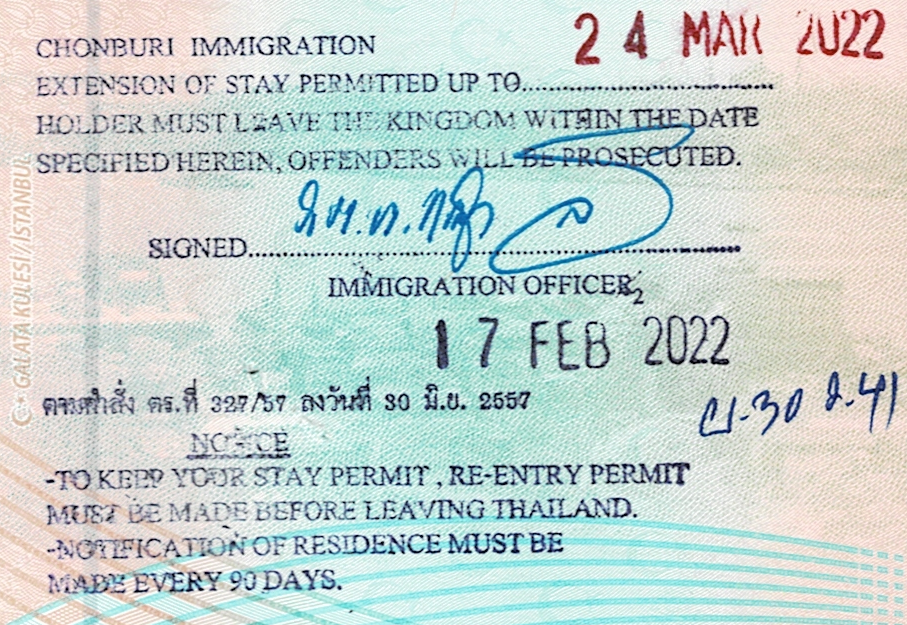 CHONBURI IMMIGRATION
24 MAR 2022
EXTENSION OF STAY PERMITTED UP TO..............................
HOLDER MUST LEAVE THE KINGDOM WITHIN THE DATE
SPECIFIED HEREIN, OFFENDERS WILL BE PROSECUTED.
SIGNED............................................................
IMMIGRATION OFFICER
17 FEB 2022
ตามคำสั่ง ตร.ที่ 327/57 ลงวันที่ 30 มิ.ย. 2557
NOTICE
-TO KEEP YOUR STAY PERMIT, RE-ENTRY PERMIT
MUST BE MADE BEFORE LEAVING THAILAND.
-NOTIFICATION OF RESIDENCE MUST BE
MADE EVERY 90 DAYS.
GALATA KULESİ/İSTANBUL